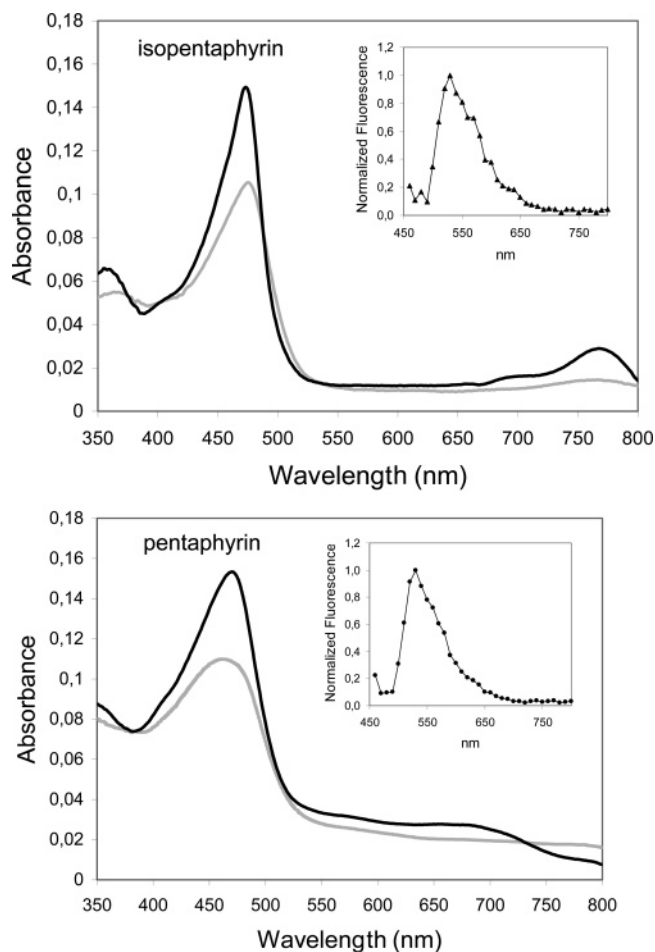 isopentaphyrin
Absorbance
0,18
0,16
0,14
0,12
0,1
0,08
0,06
0,04
0,02
0
350 400 450 500 550 600 650 700 750 800
Wavelength (nm)
Normalized Fluorescence
1,2
1,0
0,8
0,6
0,4
0,2
0,0
450 550 650 750
nm
pentaphyrin
Absorbance
0,18
0,16
0,14
0,12
0,1
0,08
0,06
0,04
0,02
0
350 400 450 500 550 600 650 700 750 800
Wavelength (nm)
Normalized Fluorescence
1,2
1,0
0,8
0,6
0,4
0,2
0,0
450 550 650 750
nm